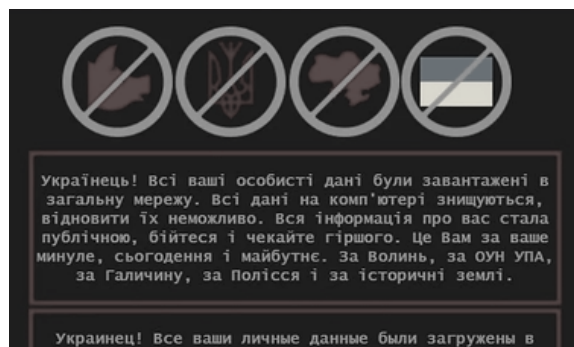 Українець! Всі ваші особисті дані були завантажені в
загальну мережу. Всі дані на комп'ютері знищуються,
відновити їх неможливо. Вся інформація про вас стала
публічною, бійтеся і чекайте гіршого. Це Вам за ваше
минуле, сьогодення і майбутнє. За Волинь, за ОУН УПА,
за Галичину, за Полісся і за історичні землі.
Украинец! Все ваши личные данные были загружены в